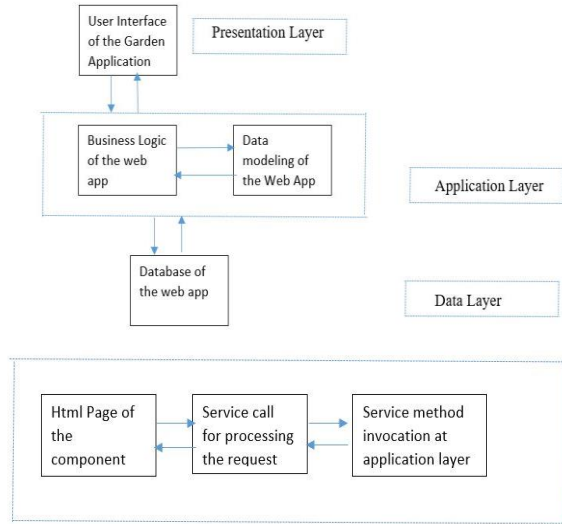 User Interface
of the Garden
Application
Presentation Layer
Business Logic
of the web
app
Data
modeling of
the Web App
Application Layer
Database of
the web app
Data Layer
Html Page of
the
component
Service call
for processing
the request
Service method
invocation at
application layer